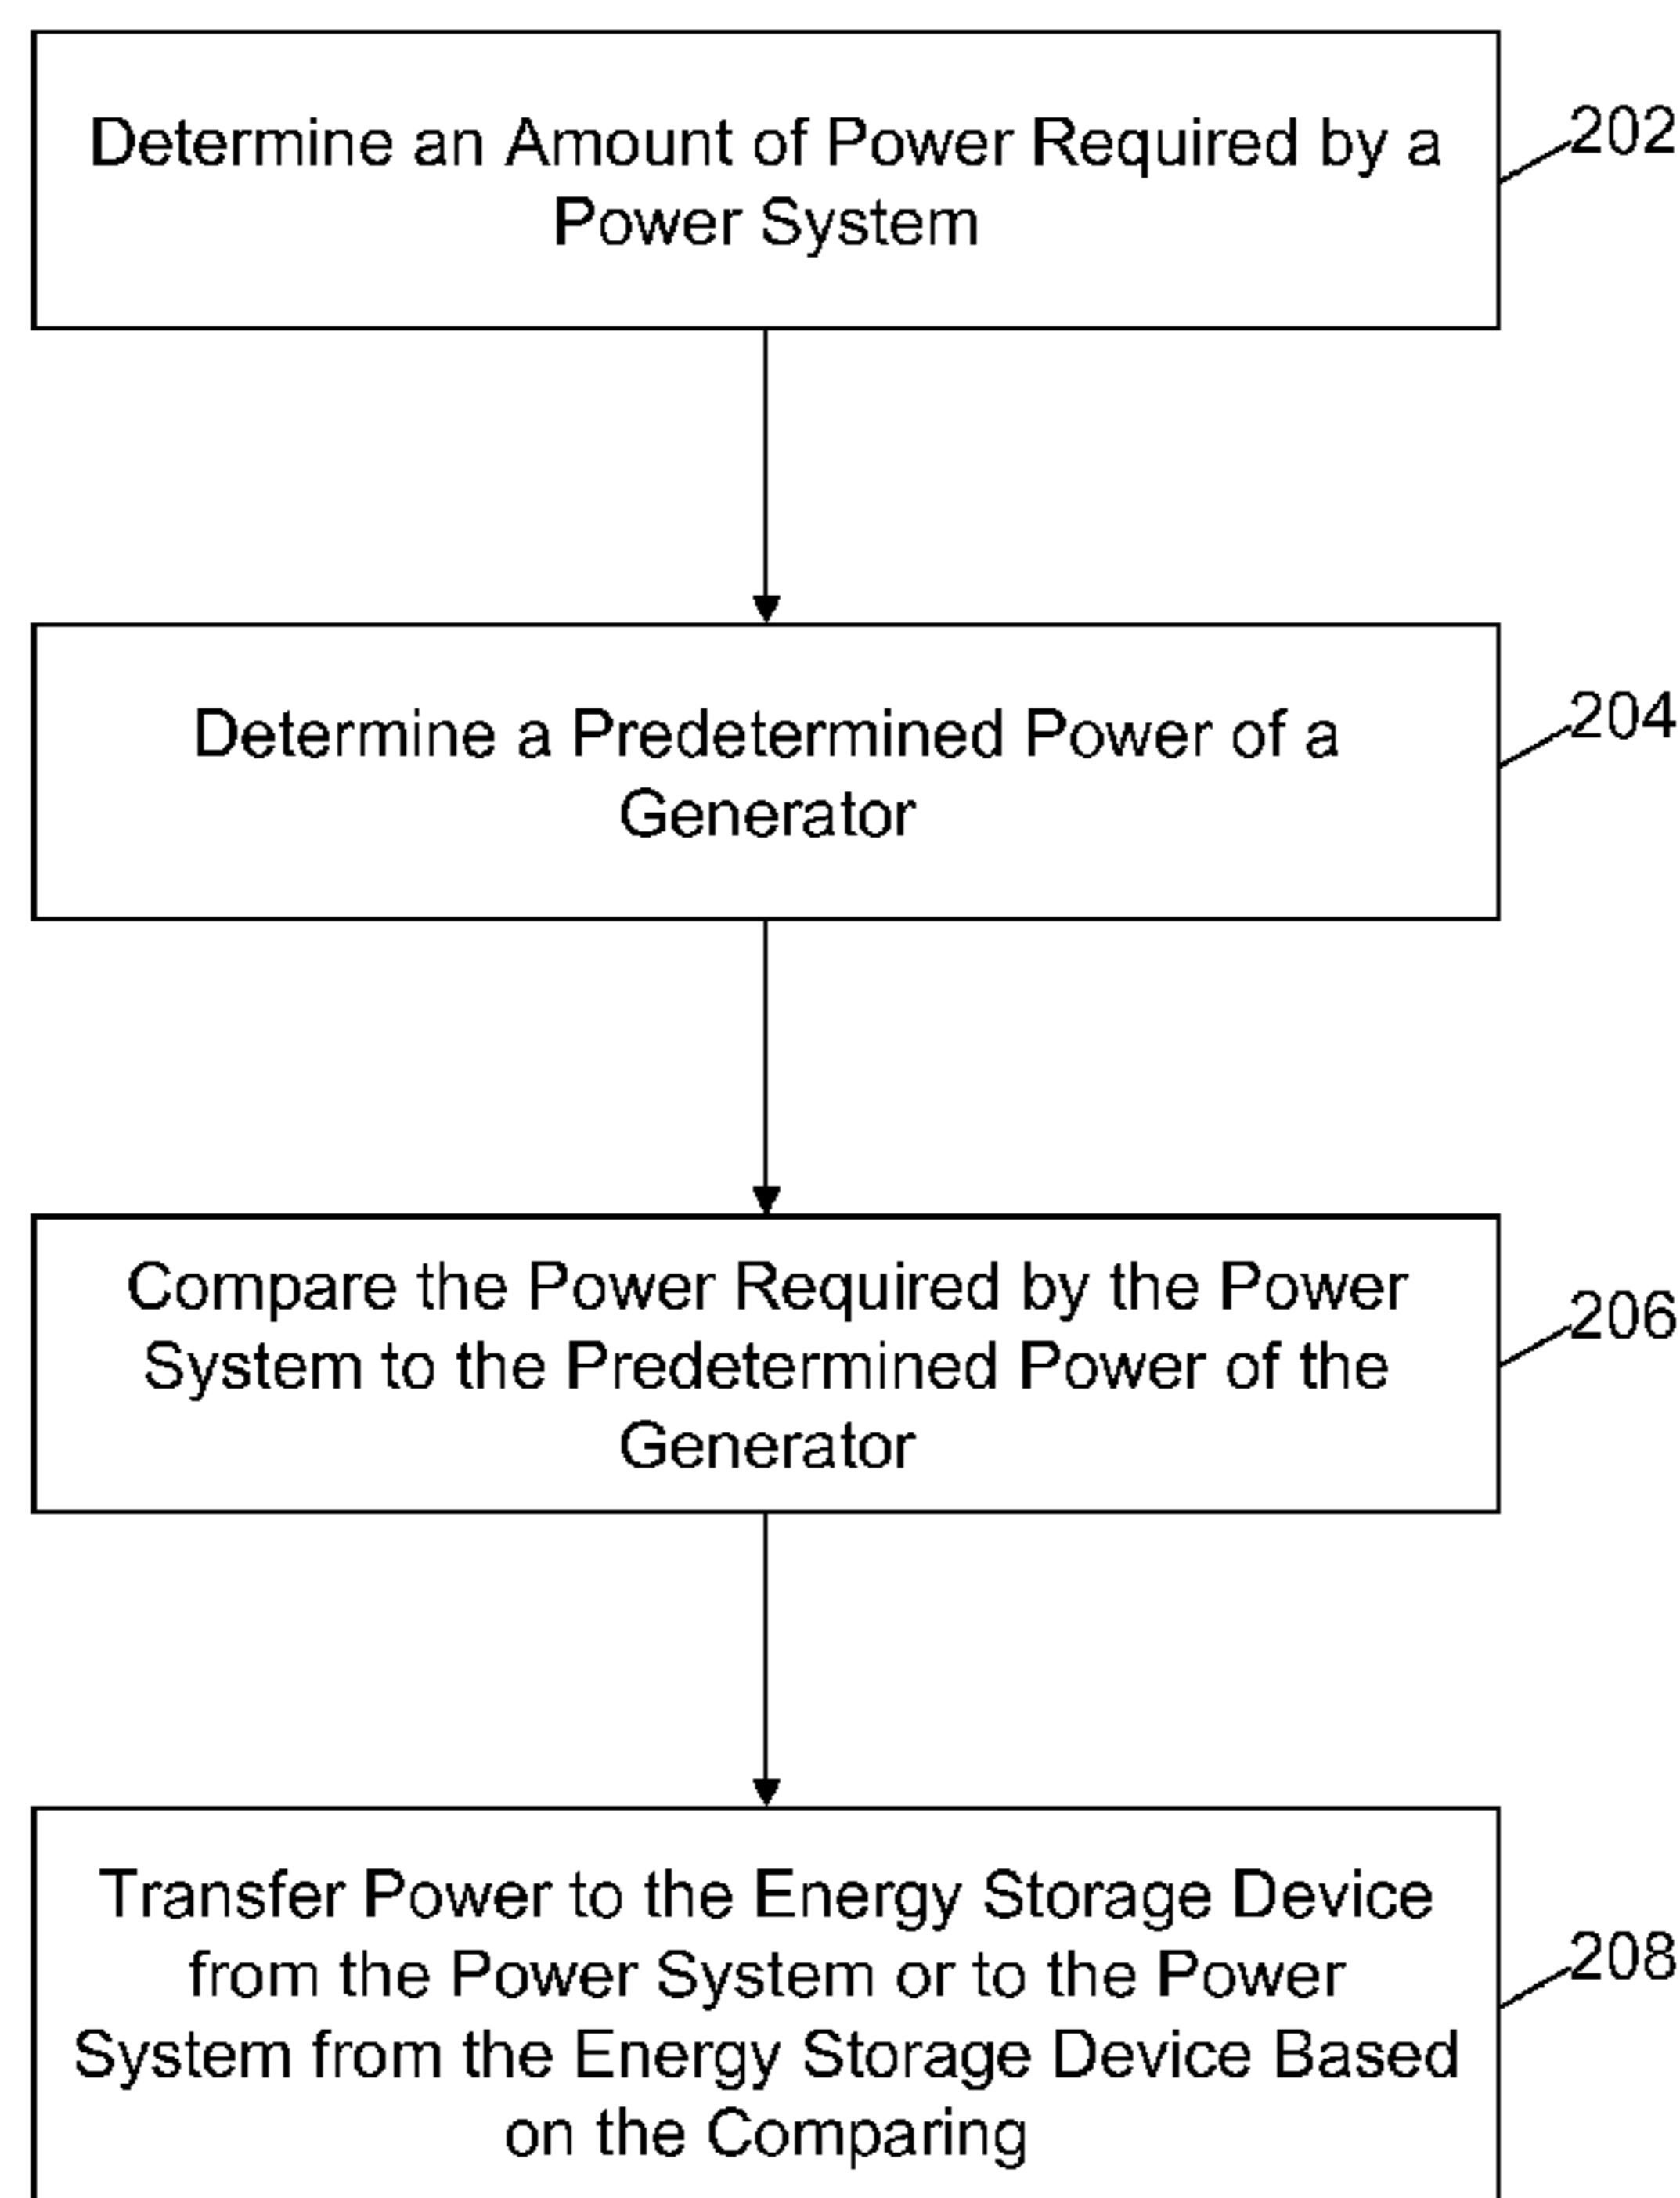 Determine an Amount of Power Required by a
Power System
202
Determine a Predetermined Power of a
Generator
204
Compare the Power Required by the Power
System to the Predetermined Power of the
Generator
206
Transfer Power to the Energy Storage Device
from the Power System or to the Power
System from the Energy Storage Device Based
on the Comparing
208